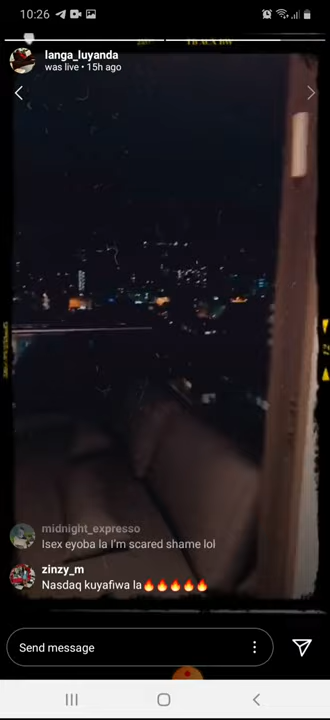 10:26
langa_luyanda
was live • 15h ago
midnight_expresso
Isex eyoba la I'm scared shame lol
zinzy_m
Nasdaq kuyafiwa la🔥🔥🔥🔥🔥
Send message